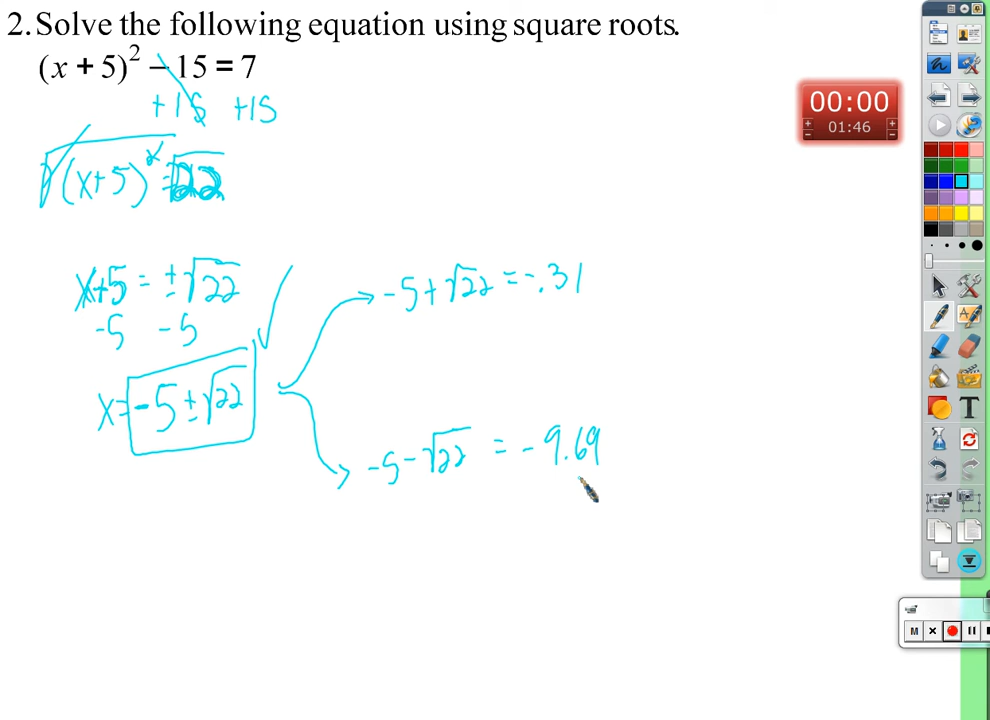 2. Solve the following equation using square roots.
(x + 5)² − 15 = 7
+15 +15
√(x+5)² = √22
x+5 = ±√22
-5 -5
x = -5 ± √22
-5+√22 = -.31
-5-√22 = -9.69
00:00
01:46
A
T
M